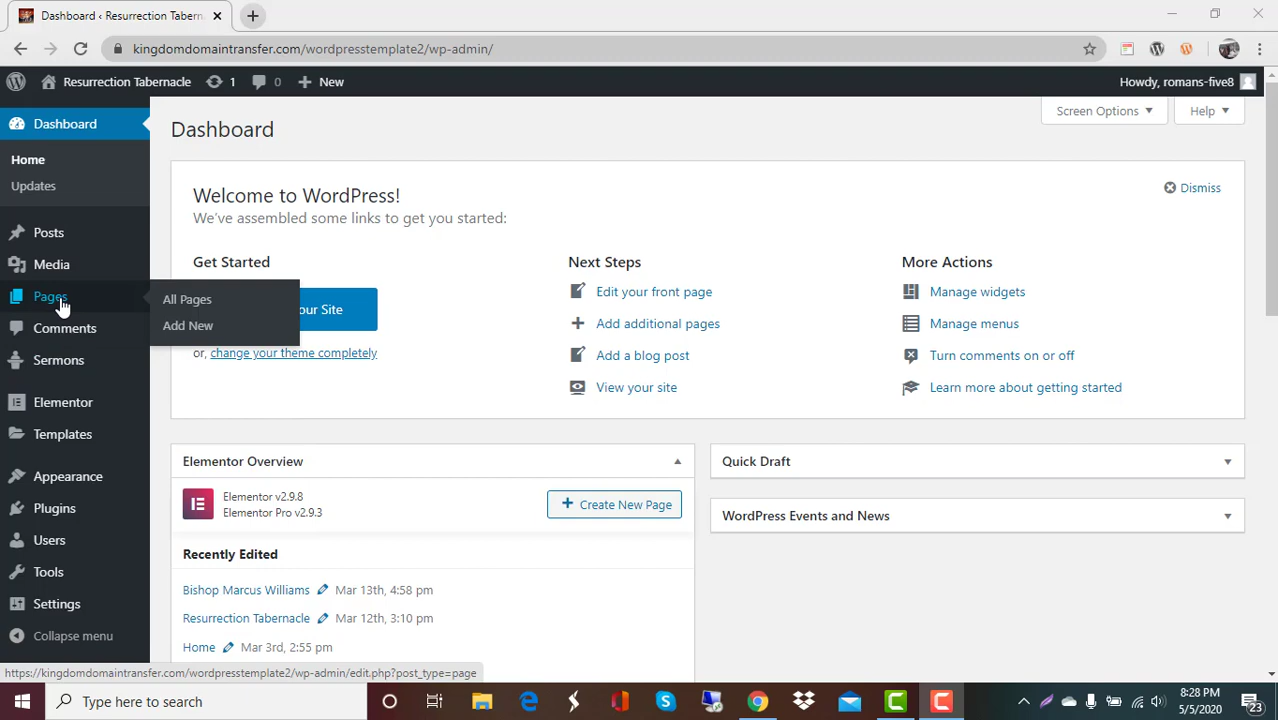 Dashboard ‹ Resurrection Tabern
kingdomdomaintransfer.com/wordpresstemplate2/wp-admin/
Resurrection Tabernacle 1 0 New Howdy, romans-five8
Dashboard
Home
Updates
Posts
Media
Pages
Comments
Sermons
Elementor
Templates
Appearance
Plugins
Users
Tools
Settings
Collapse menu
All Pages
Add New
Dashboard
Screen Options
Help
Welcome to WordPress!
Dismiss
We’ve assembled some links to get you started:
Get Started
our Site
or, change your theme completely
Next Steps
Edit your front page
Add additional pages
Add a blog post
View your site
More Actions
Manage widgets
Manage menus
Turn comments on or off
Learn more about getting started
Elementor Overview
Elementor v2.9.8
Elementor Pro v2.9.3
Create New Page
Recently Edited
Bishop Marcus Williams Mar 13th, 4:58 pm
Resurrection Tabernacle Mar 12th, 3:10 pm
Home Mar 3rd, 2:55 pm
Quick Draft
WordPress Events and News
https://kingdomdomaintransfer.com/wordpresstemplate2/wp-admin/edit.php?post_type=page
Type here to search
8:28 PM
5/5/2020
23